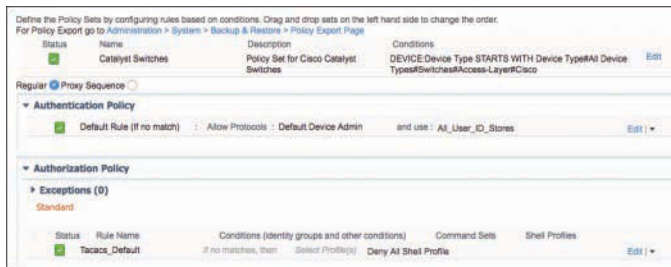 Define the Policy Sets by configuring rules based on conditions. Drag and drop sets on the left hand side to change the order.
For Policy Export go to Administration > System > Backup & Restore > Policy Export Page
Status Name Description Conditions
Catalyst Switches Policy Set for Cisco Catalyst Switches DEVICE:Device Type STARTS WITH Device Type#All Device Types#Switches#Access-Layer#Cisco Edit
Regular Proxy Sequence
Authentication Policy
Default Rule (If no match) : Allow Protocols : Default Device Admin and use : All_User_ID_Stores Edit |
Authorization Policy
Exceptions (0)
Standard
Status Rule Name Conditions (identity groups and other conditions) Command Sets Shell Profiles
Tacacs_Default if no matches, then Select Profile(s) Deny All Shell Profile Edit |